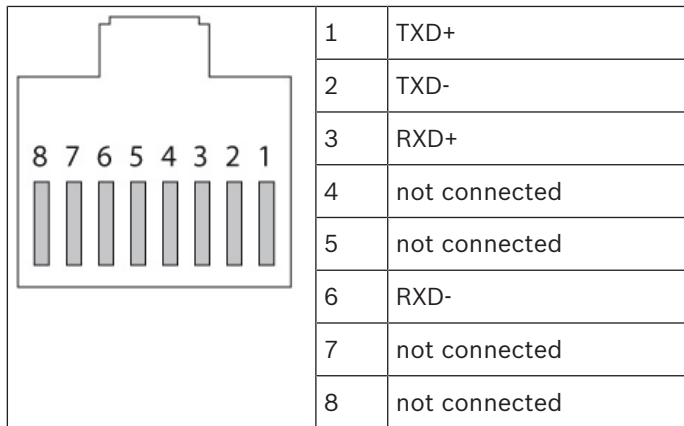 8 7 6 5 4 3 2 1
1 TXD+
2 TXD-
3 RXD+
4 not connected
5 not connected
6 RXD-
7 not connected
8 not connected